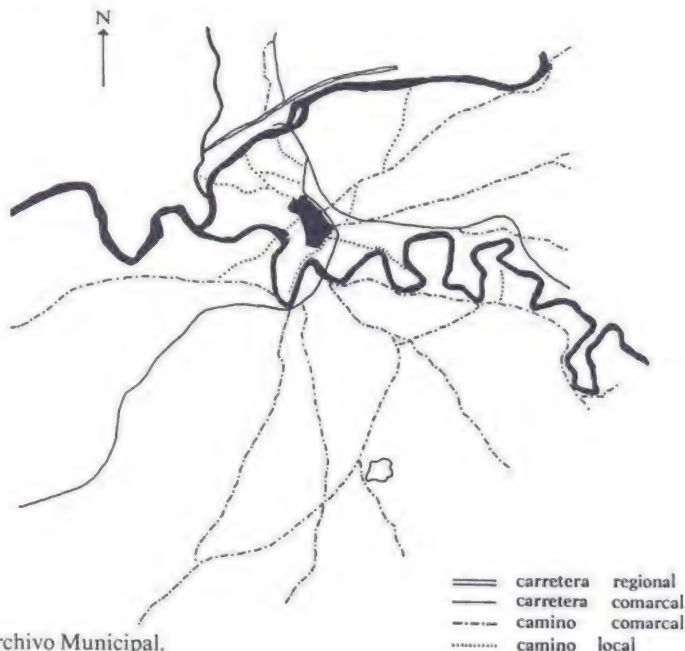 N
carretera regional
carretera comarcal
camino comarcal
camino local
rchivo Municipal.